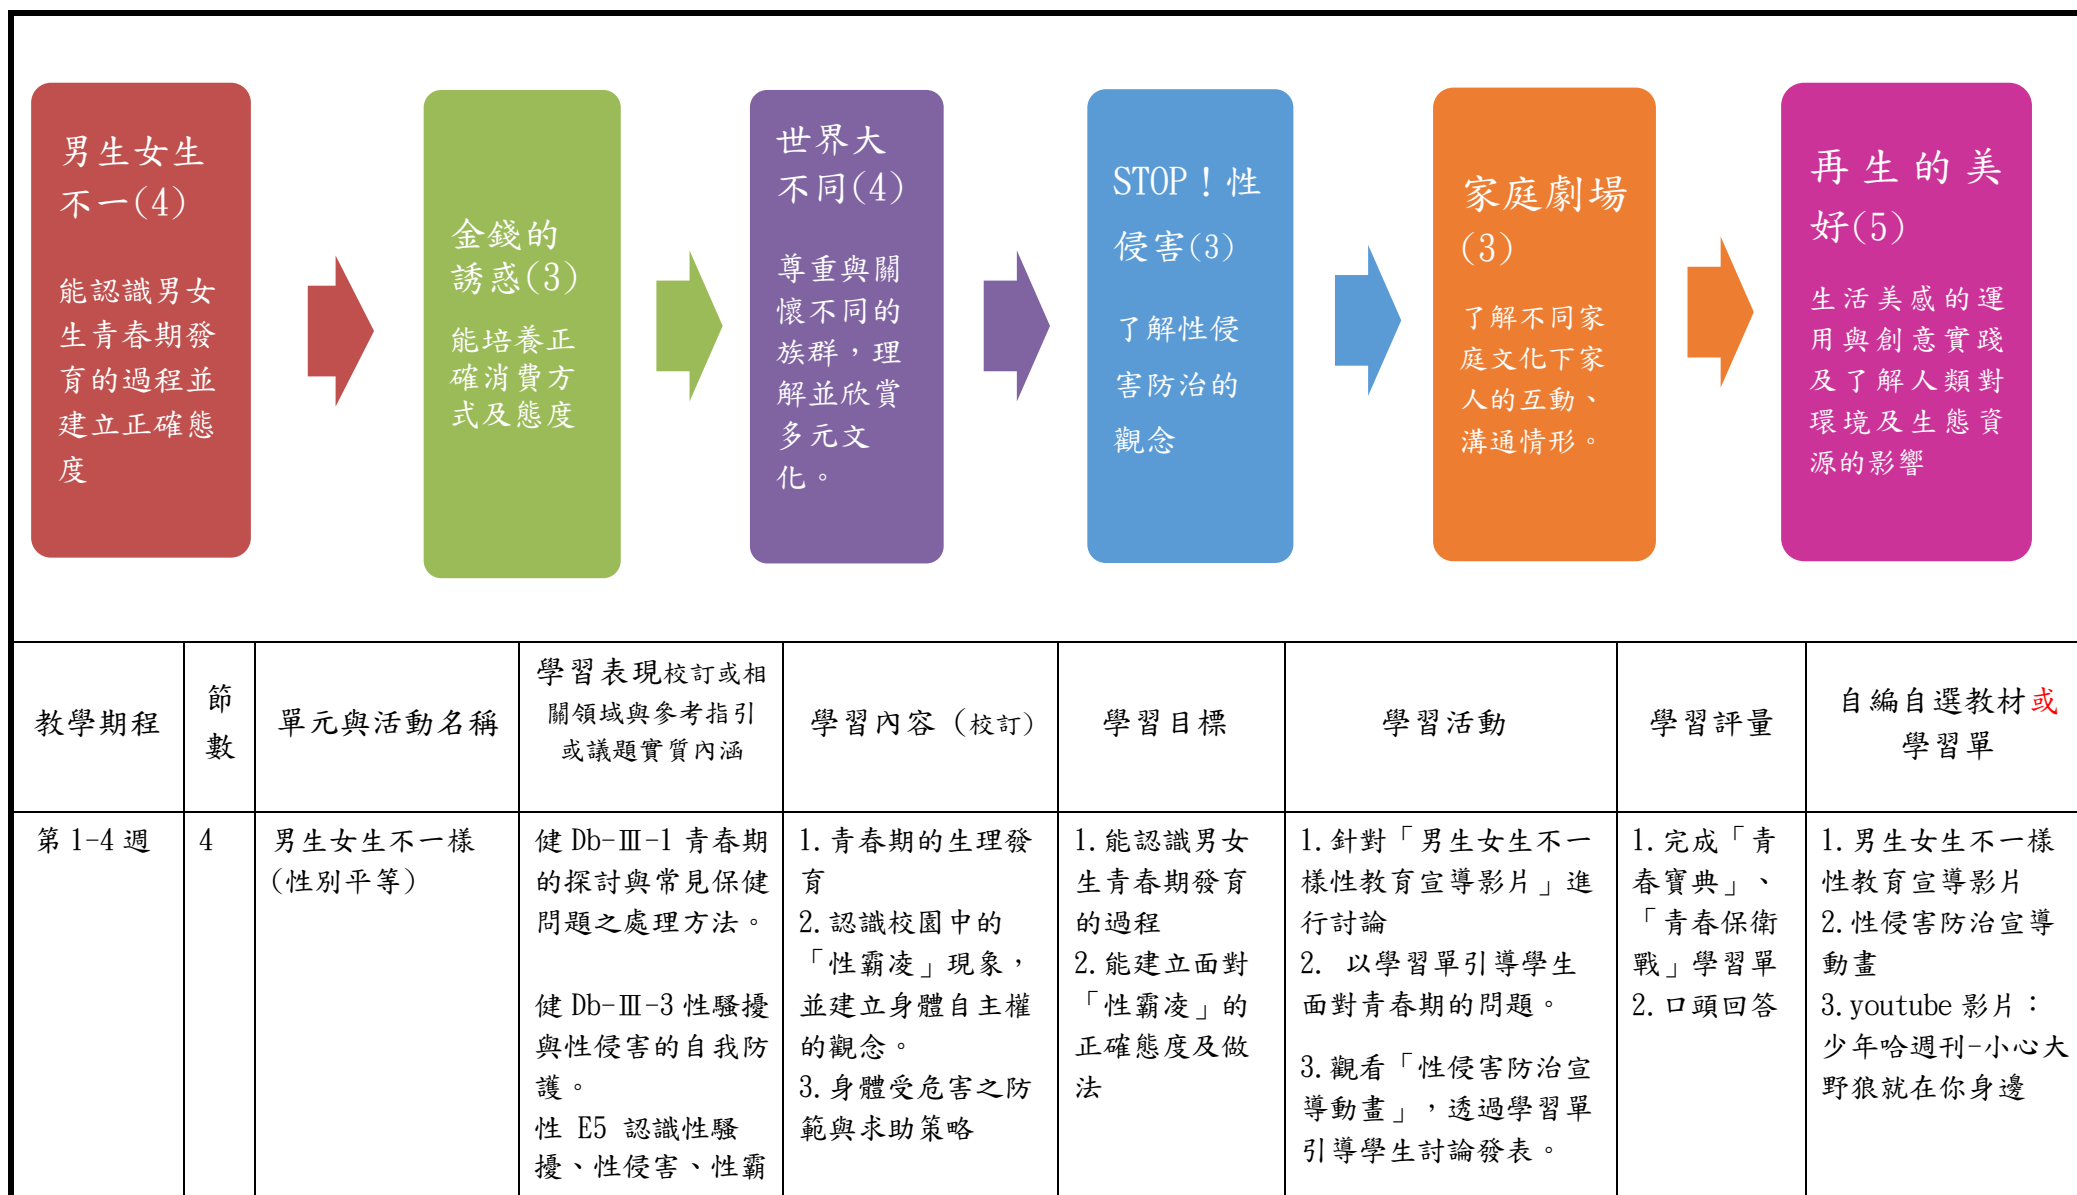 男生女生
不一(4)
能認識男女
生青春期發
育的過程並
建立正確態
度
金錢的
誘惑(3)
能培養正
確消費方
式及態度
世界大
不同(4)
尊重與關
懷不同的
族群，理
解並欣賞
多元文
化。
STOP！性
侵害(3)
了解性侵
害防治的
觀念
家庭劇場
(3)
了解不同家
庭文化下家
人的互動、
溝通情形。
再生的美
好(5)
生活美感的運
用與創意實踐
及了解人類對
環境及生態資
源的影響
教學期程
節
數
單元與活動名稱
學習表現校訂或相
關領域與參考指引
或議題實質內涵
學習內容（校訂）
學習目標
學習活動
學習評量
自編自選教材或
學習單
第 1-4 週
4
男生女生不一樣
(性別平等)
健 Db-Ⅲ-1 青春期
的探討與常見保健
問題之處理方法。
健 Db-Ⅲ-3 性騷擾
與性侵害的自我防
護。
性 E5 認識性騷
擾、性侵害、性霸
1.青春期的生理發
育
2.認識校園中的
「性霸凌」現象，
並建立身體自主權
的觀念。
3.身體受危害之防
範與求助策略
1.能認識男女
生青春期發育
的過程
2.能建立面對
「性霸凌」的
正確態度及做
法
1.針對「男生女生不一
樣性教育宣導影片」進
行討論
2. 以學習單引導學生
面對青春期的問題。
3.觀看「性侵害防治宣
導動畫」，透過學習單
引導學生討論發表。
1.完成「青
春寶典」、
「青春保衛
戰」學習單
2.口頭回答
1.男生女生不一樣
性教育宣導影片
2.性侵害防治宣導
動畫
3.youtube 影片：
少年哈週刊-小心大
野狼就在你身邊